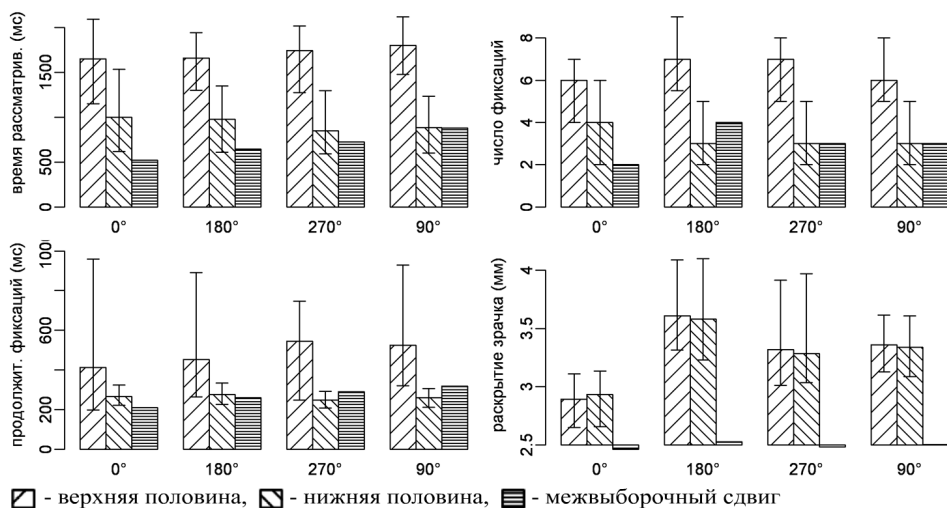 время рассматрив. (мс)
1500
500
0
0° 180° 270° 90°
число фиксаций
8
6
4
2
0
0° 180° 270° 90°
продолжит. фиксаций (мс)
100
600
200
0
0° 180° 270° 90°
раскрытие зрачка (мм)
4
3.5
3
2.5
0° 180° 270° 90°
- верхняя половина, - нижняя половина, - межвыборочный сдвиг